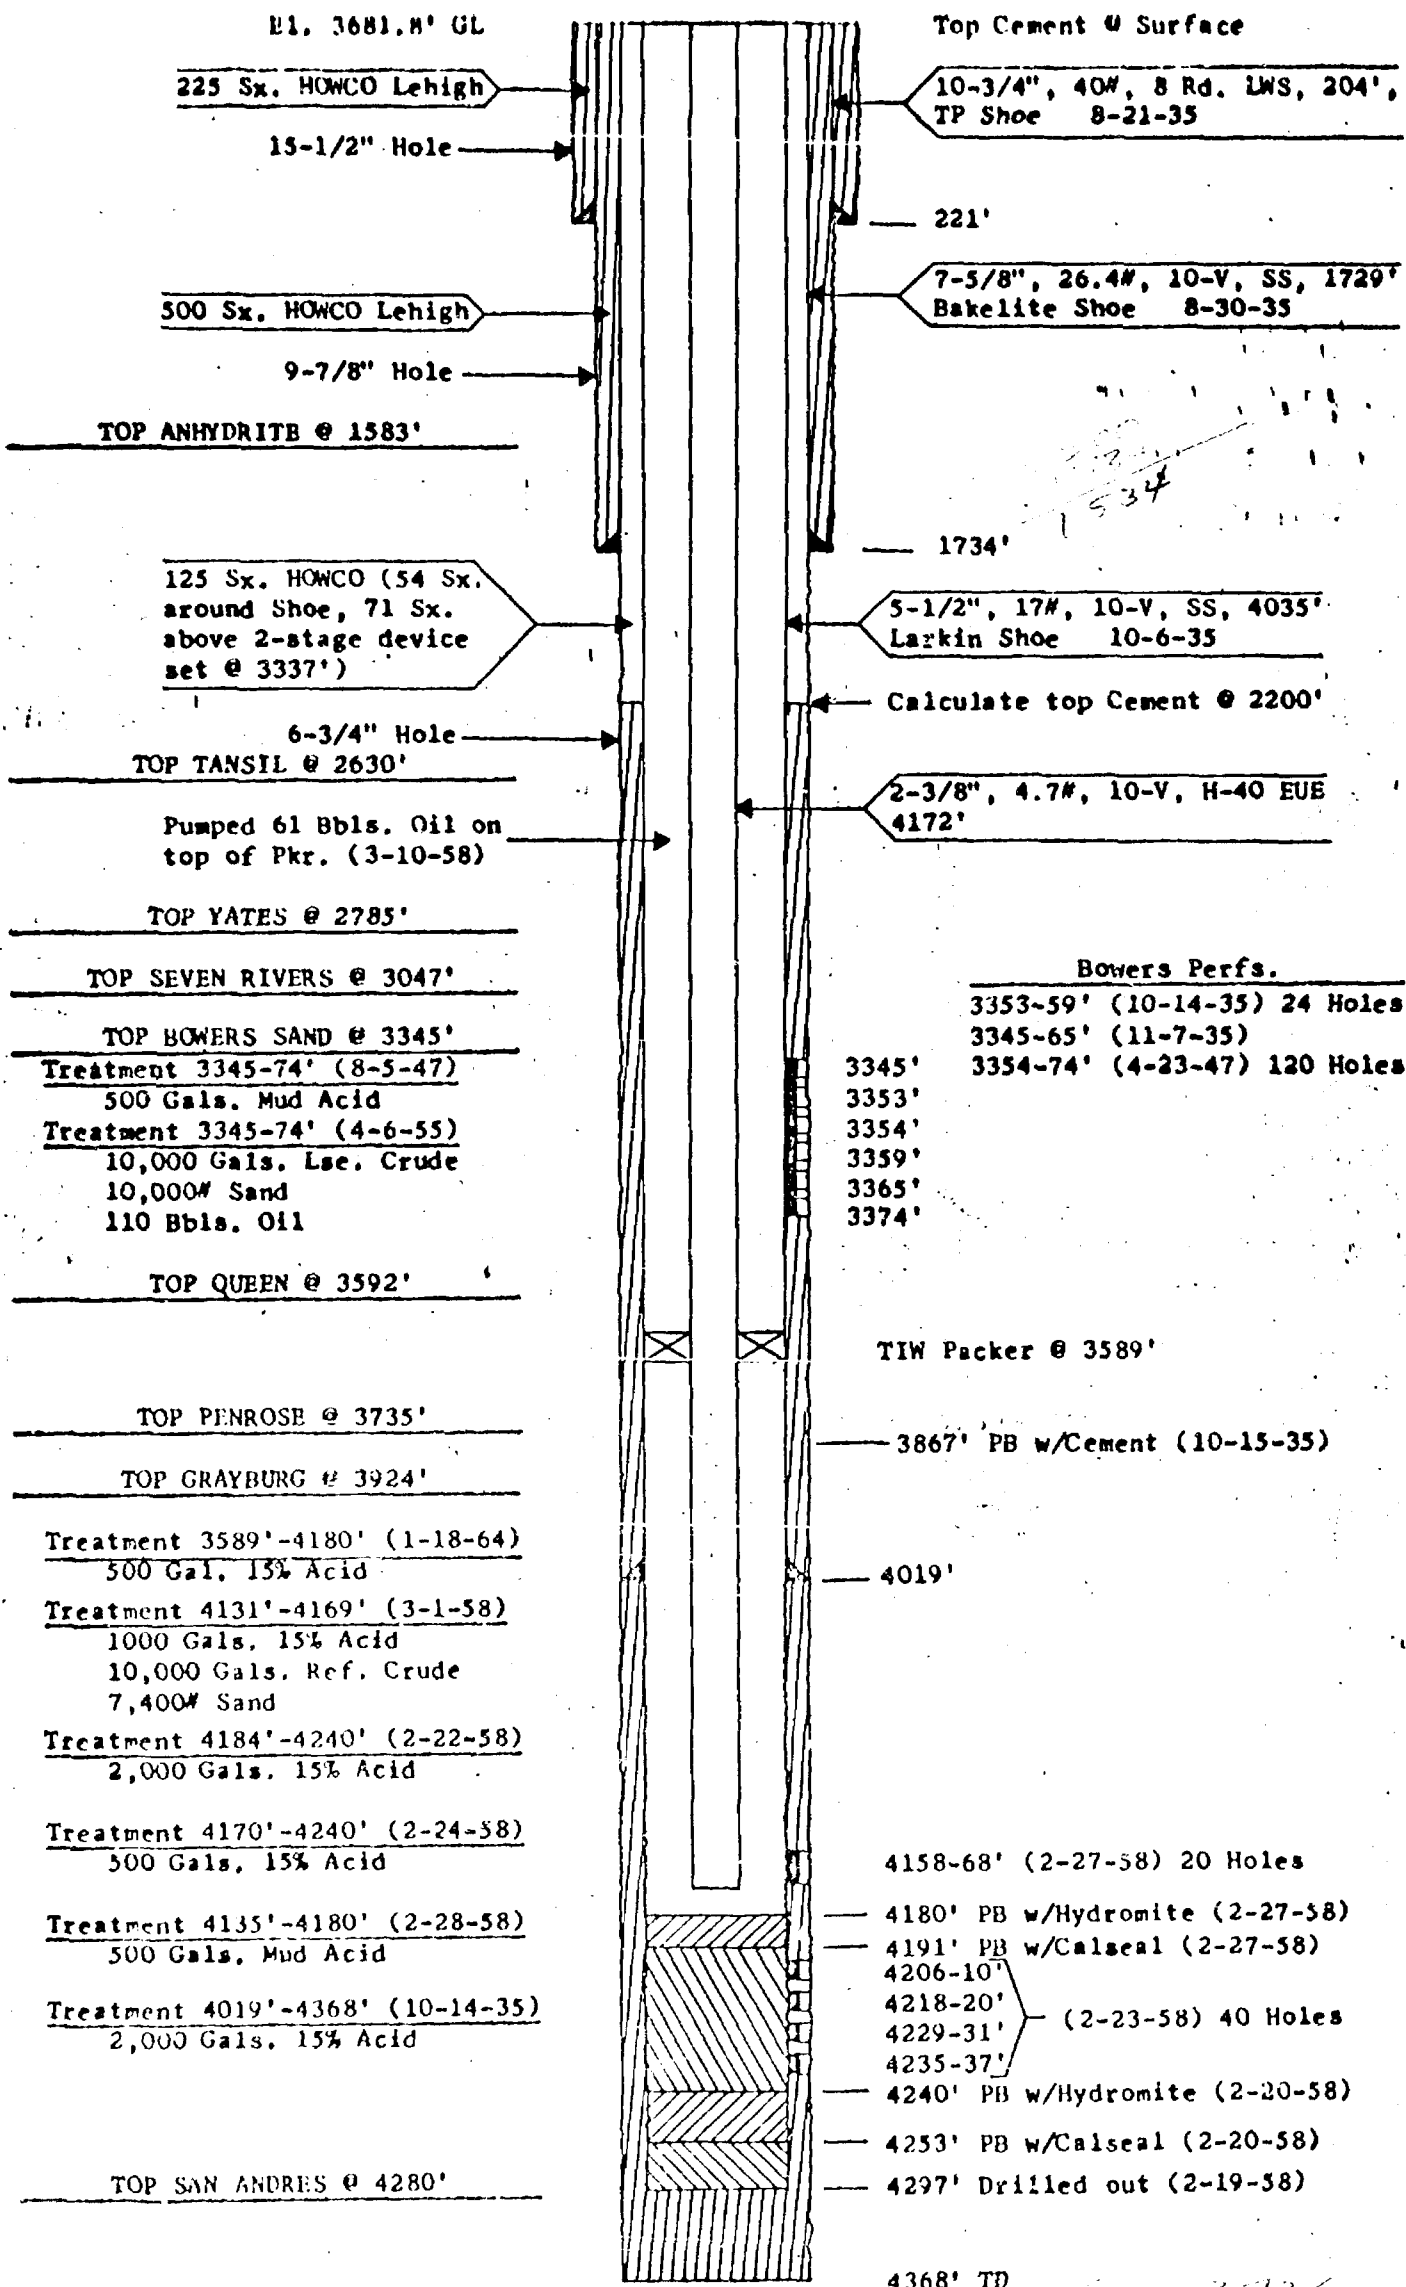 El. 3681.8' GL
Top Cement @ Surface
225 Sx. HOWCO Lehigh
10-3/4", 40#, 8 Rd. LWS, 204',
TP Shoe 8-21-35
15-1/2" Hole
221'
7-5/8", 26.4#, 10-V, SS, 1729'
Bakelite Shoe 8-30-35
500 Sx. HOWCO Lehigh
9-7/8" Hole
TOP ANHYDRITE @ 1583'
1534
1734'
125 Sx. HOWCO (54 Sx.
around Shoe, 71 Sx.
above 2-stage device
set @ 3337')
5-1/2", 17#, 10-V, SS, 4035'
Larkin Shoe 10-6-35
Calculate top Cement @ 2200'
6-3/4" Hole
TOP TANSIL @ 2630'
2-3/8", 4.7#, 10-V, H-40 EUE
4172'
Pumped 61 Bbls. Oil on
top of Pkr. (3-10-58)
TOP YATES @ 2785'
TOP SEVEN RIVERS @ 3047'
Bowers Perfs.
3353-59' (10-14-35) 24 Holes
3345-65' (11-7-35)
3354-74' (4-23-47) 120 Holes
TOP BOWERS SAND @ 3345'
Treatment 3345-74' (8-5-47)
500 Gals. Mud Acid
Treatment 3345-74' (4-6-55)
10,000 Gals. Lse. Crude
10,000# Sand
110 Bbls. Oil
3345'
3353'
3354'
3359'
3365'
3374'
TOP QUEEN @ 3592'
TIW Packer @ 3589'
TOP PENROSE @ 3735'
3867' PB w/Cement (10-15-35)
TOP GRAYBURG @ 3924'
Treatment 3589'-4180' (1-18-64)
500 Gal. 15% Acid
4019'
Treatment 4131'-4169' (3-1-58)
1000 Gals. 15% Acid
10,000 Gals. Ref. Crude
7,400# Sand
Treatment 4184'-4240' (2-22-58)
2,000 Gals. 15% Acid
Treatment 4170'-4240' (2-24-58)
500 Gals. 15% Acid
4158-68' (2-27-58) 20 Holes
Treatment 4135'-4180' (2-28-58)
500 Gals. Mud Acid
4180' PB w/Hydromite (2-27-58)
4191' PB w/Calseal (2-27-58)
4206-10'
4218-20'
4229-31'
4235-37'
(2-23-58) 40 Holes
Treatment 4019'-4368' (10-14-35)
2,000 Gals. 15% Acid
4240' PB w/Hydromite (2-20-58)
4253' PB w/Calseal (2-20-58)
TOP SAN ANDRES @ 4280'
4297' Drilled out (2-19-58)
4368' TD